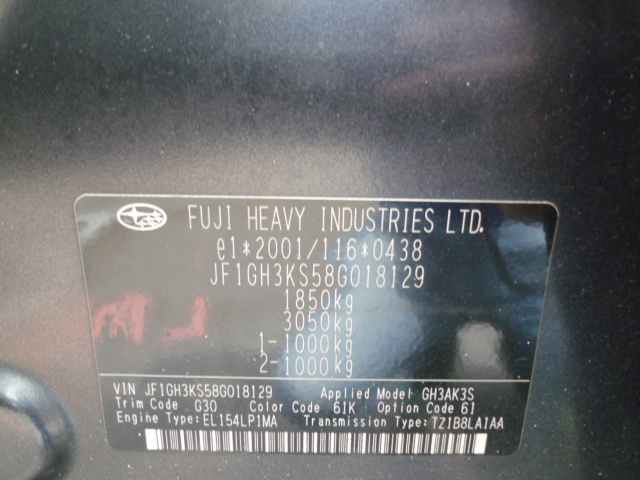 FUJI HEAVY INDUSTRIES LTD.
e1*2001/116*0438
JF1GH3KS58G018129
1850kg
3050kg
1-1000kg
2-1000kg
VIN JF1GH3KS58G018129 Applied Model GH3AK3S
Trim Code G30 Color Code 61K Option Code 61
Engine Type:EL154LP1MA Transmission Type:TZ1B8LA1AA